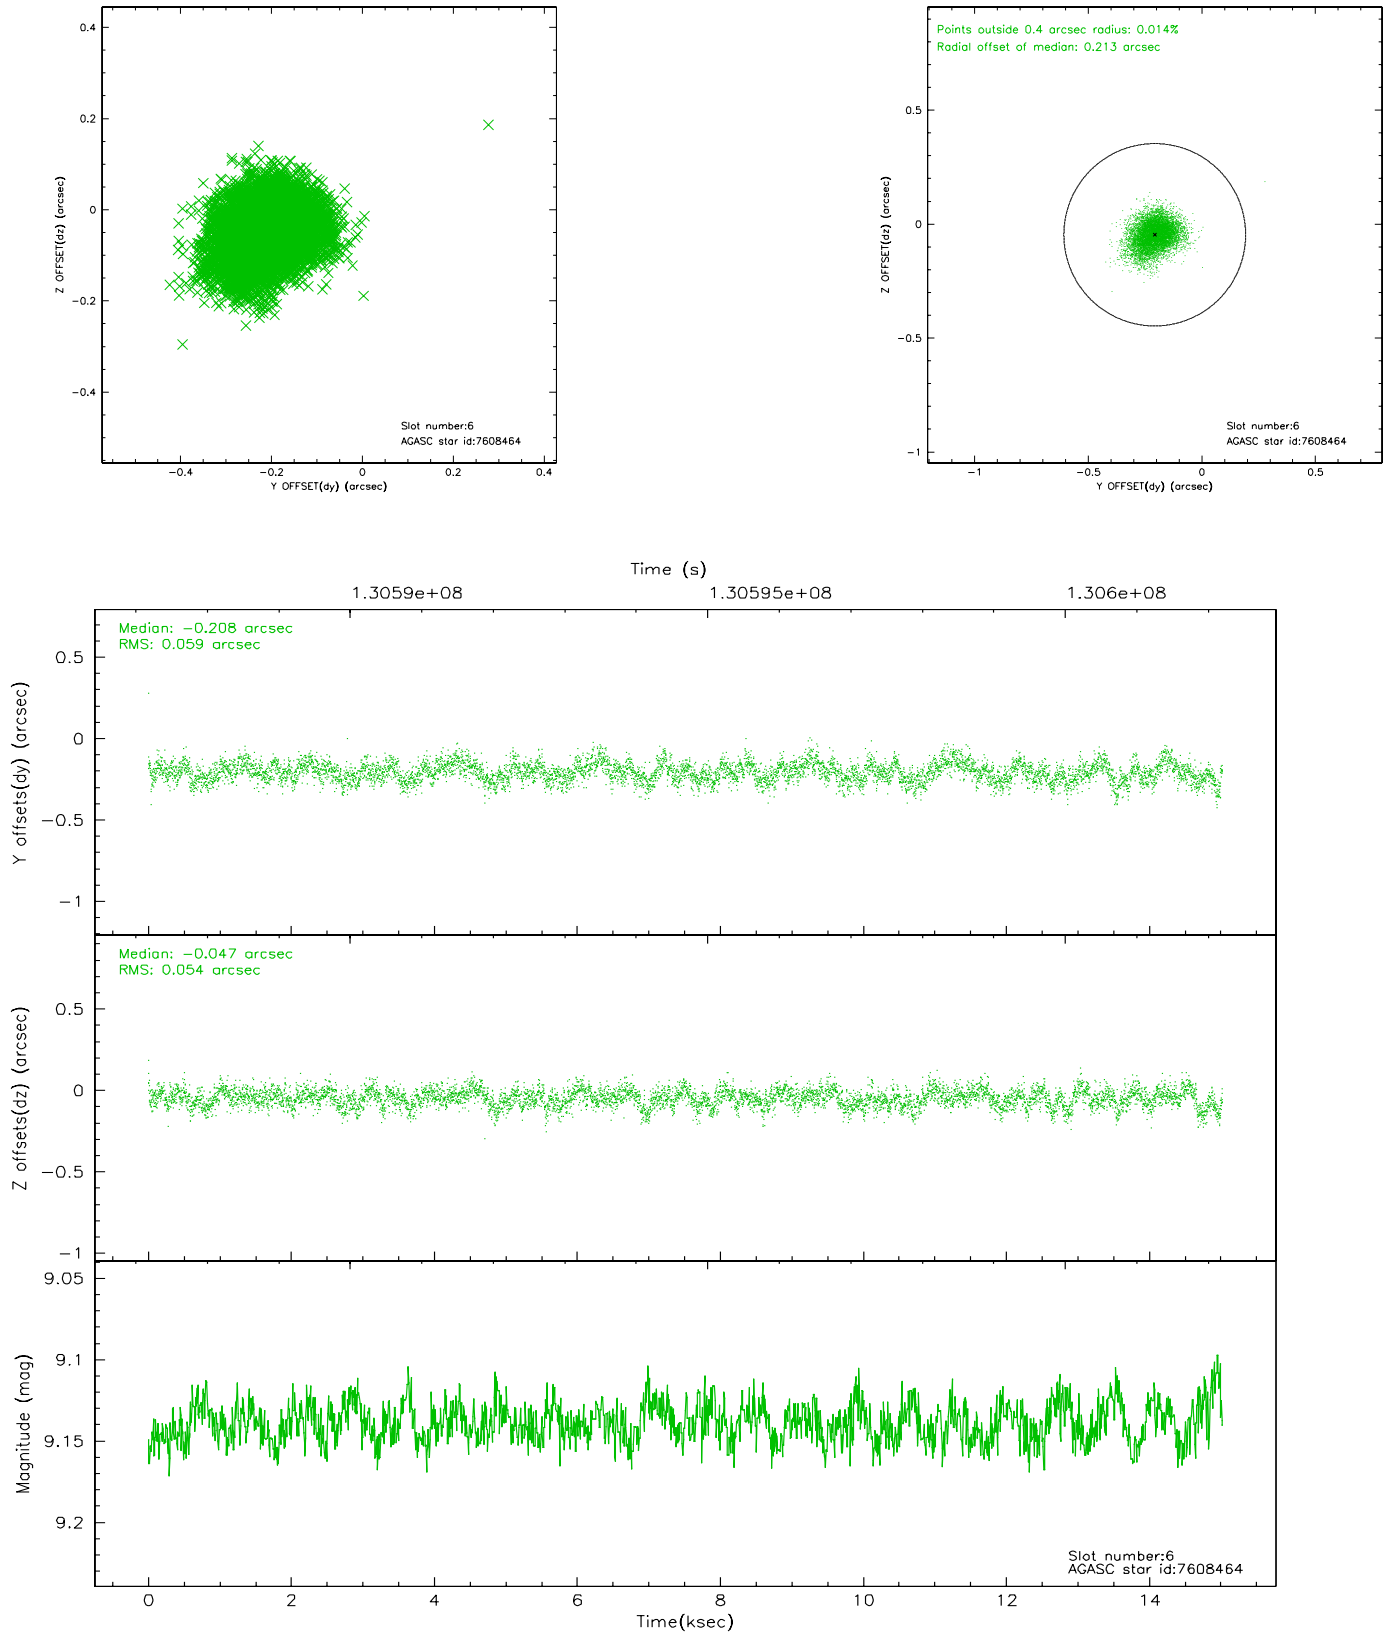 0.4
0.2
0
−0.2
−0.4
Z OFFSET(dz) (arcsec)
Slot number:6
AGASC star id:7608464
−0.4 −0.2 0 0.2 0.4
Y OFFSET(dy) (arcsec)
Points outside 0.4 arcsec radius: 0.014%
Radial offset of median: 0.213 arcsec
0.5
0
−0.5
−1
Z OFFSET(dz) (arcsec)
Slot number:6
AGASC star id:7608464
−1 −0.5 0 0.5
Y OFFSET(dy) (arcsec)
Time (s)
1.3059e+08 1.30595e+08 1.306e+08
Median: −0.208 arcsec
RMS: 0.059 arcsec
0.5
0
−0.5
−1
Y offsets(dy) (arcsec)
Median: −0.047 arcsec
RMS: 0.054 arcsec
0.5
0
−0.5
−1
Z offsets(dz) (arcsec)
9.05
9.1
9.15
9.2
Magnitude (mag)
Slot number:6
AGASC star id:7608464
0 2 4 6 8 10 12 14
Time(ksec)